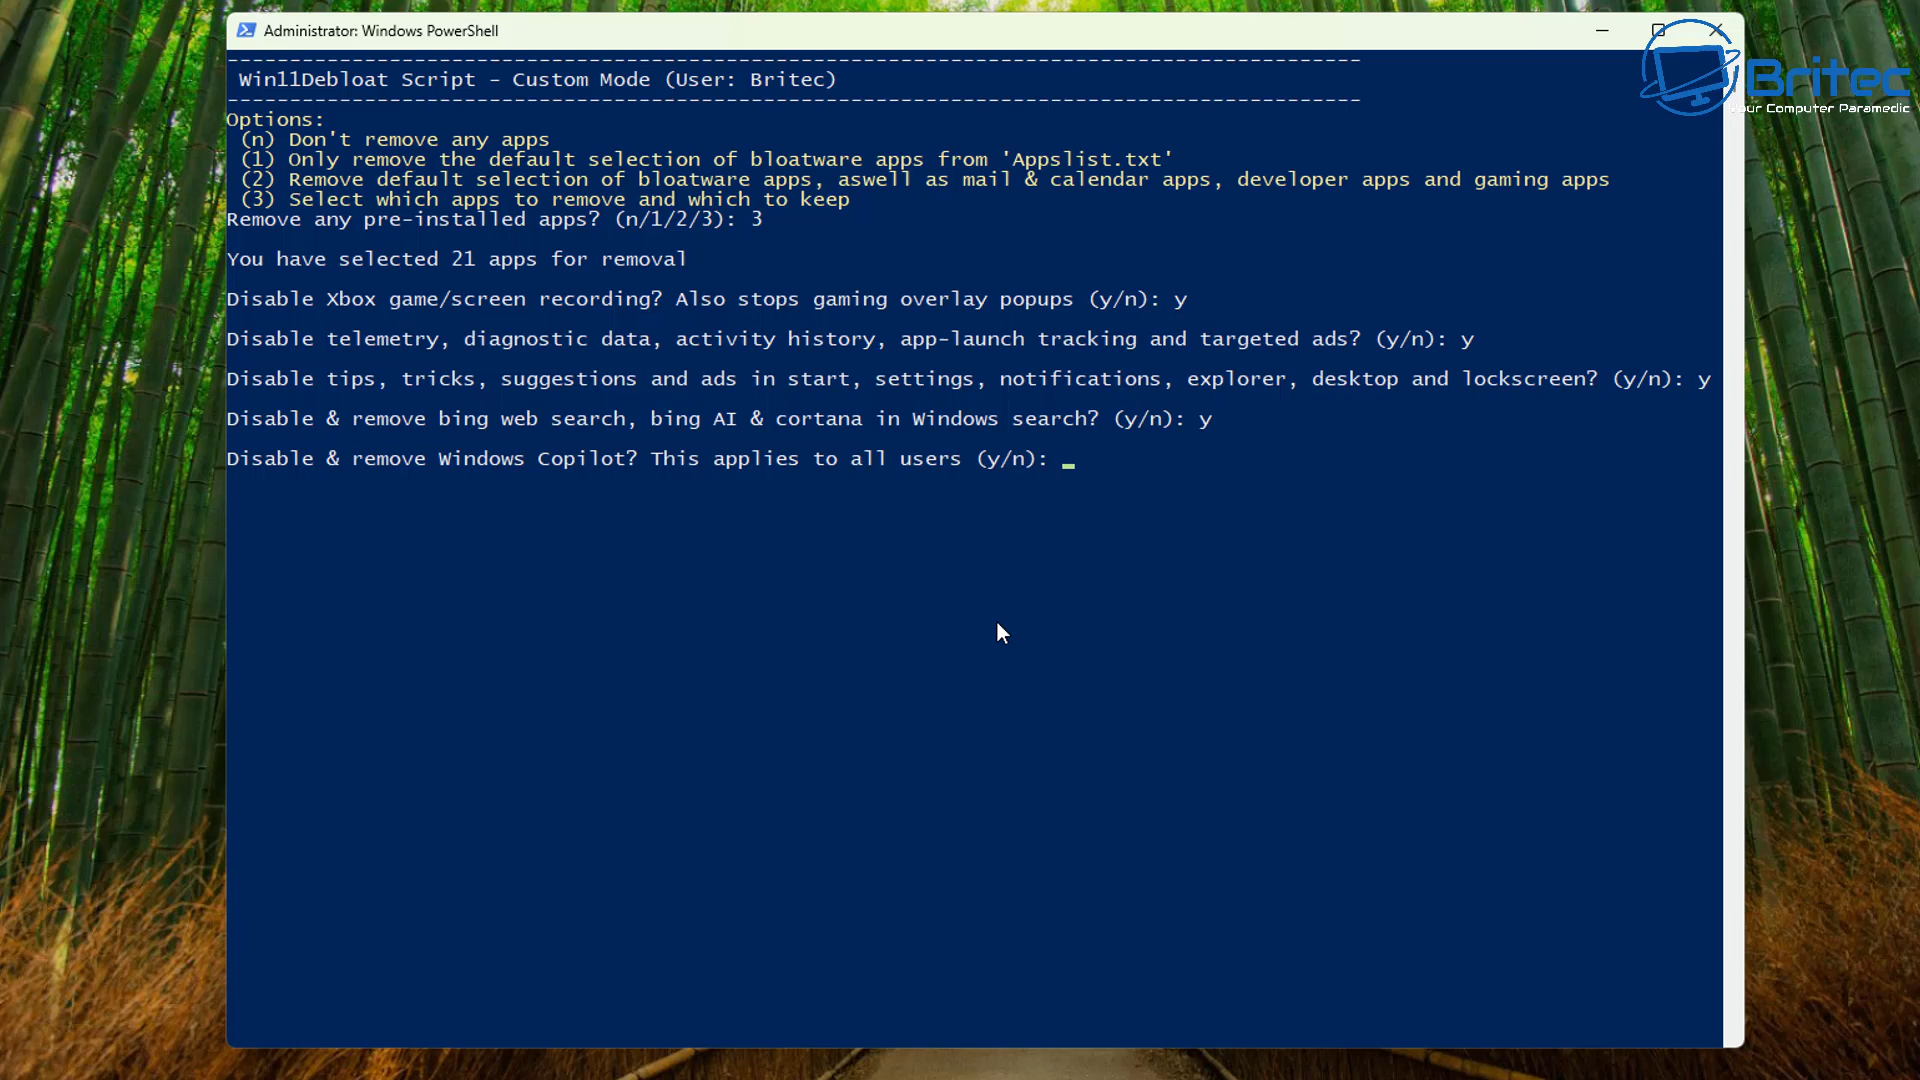 Administrator: Windows PowerShell
Britec
Your Computer Paramedic
-------------------------------------------------------------------------------------------
Win11Debloat Script - Custom Mode (User: Britec)
-------------------------------------------------------------------------------------------
Options:
(n) Don't remove any apps
(1) Only remove the default selection of bloatware apps from 'Appslist.txt'
(2) Remove default selection of bloatware apps, aswell as mail & calendar apps, developer apps and gaming apps
(3) Select which apps to remove and which to keep
Remove any pre-installed apps? (n/1/2/3): 3
You have selected 21 apps for removal
Disable Xbox game/screen recording? Also stops gaming overlay popups (y/n): y
Disable telemetry, diagnostic data, activity history, app-launch tracking and targeted ads? (y/n): y
Disable tips, tricks, suggestions and ads in start, settings, notifications, explorer, desktop and lockscreen? (y/n): y
Disable & remove bing web search, bing AI & cortana in Windows search? (y/n): y
Disable & remove Windows Copilot? This applies to all users (y/n): _